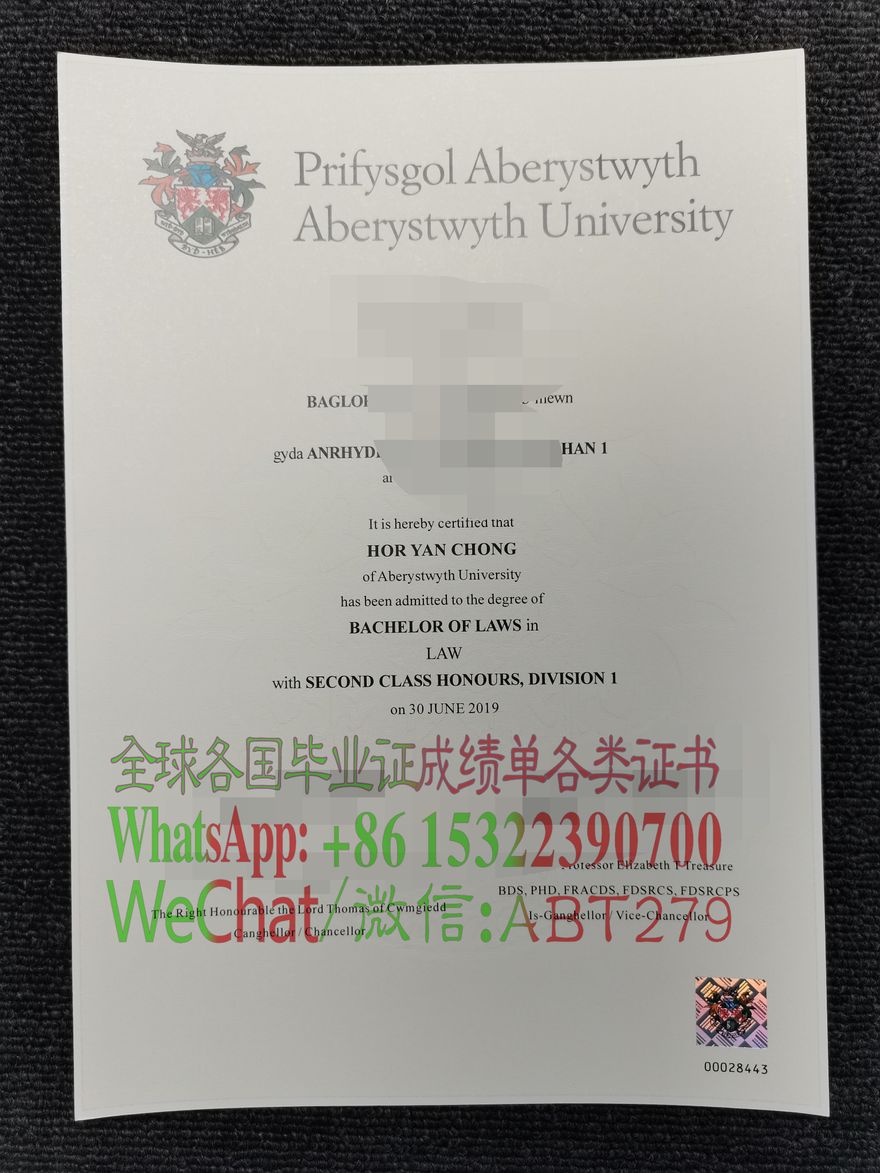 Prifysgol Aberystwyth
Aberystwyth University
mewn
gyda
HAN 1
It is hereby certified that
HOR YAN CHONG
of Aberystwyth University
has been admitted to the degree of
BACHELOR OF LAWS in
LAW
with SECOND CLASS HONOURS, DIVISION 1
on 30 JUNE 2019
全球各国毕业证成绩单各类证书
WhatsApp: +86 15322390700
Professor Elizabeth T Treasure
BDS, PHD, FRACDS, FDSRCS, FDSRCPS
The Right Honourable the Lord Thomas of Cwmgiedd
Is-Ganghellor / Vice-Chancellor
WeChat/微信:ABT279
Canghellor / Chancellor
00028443